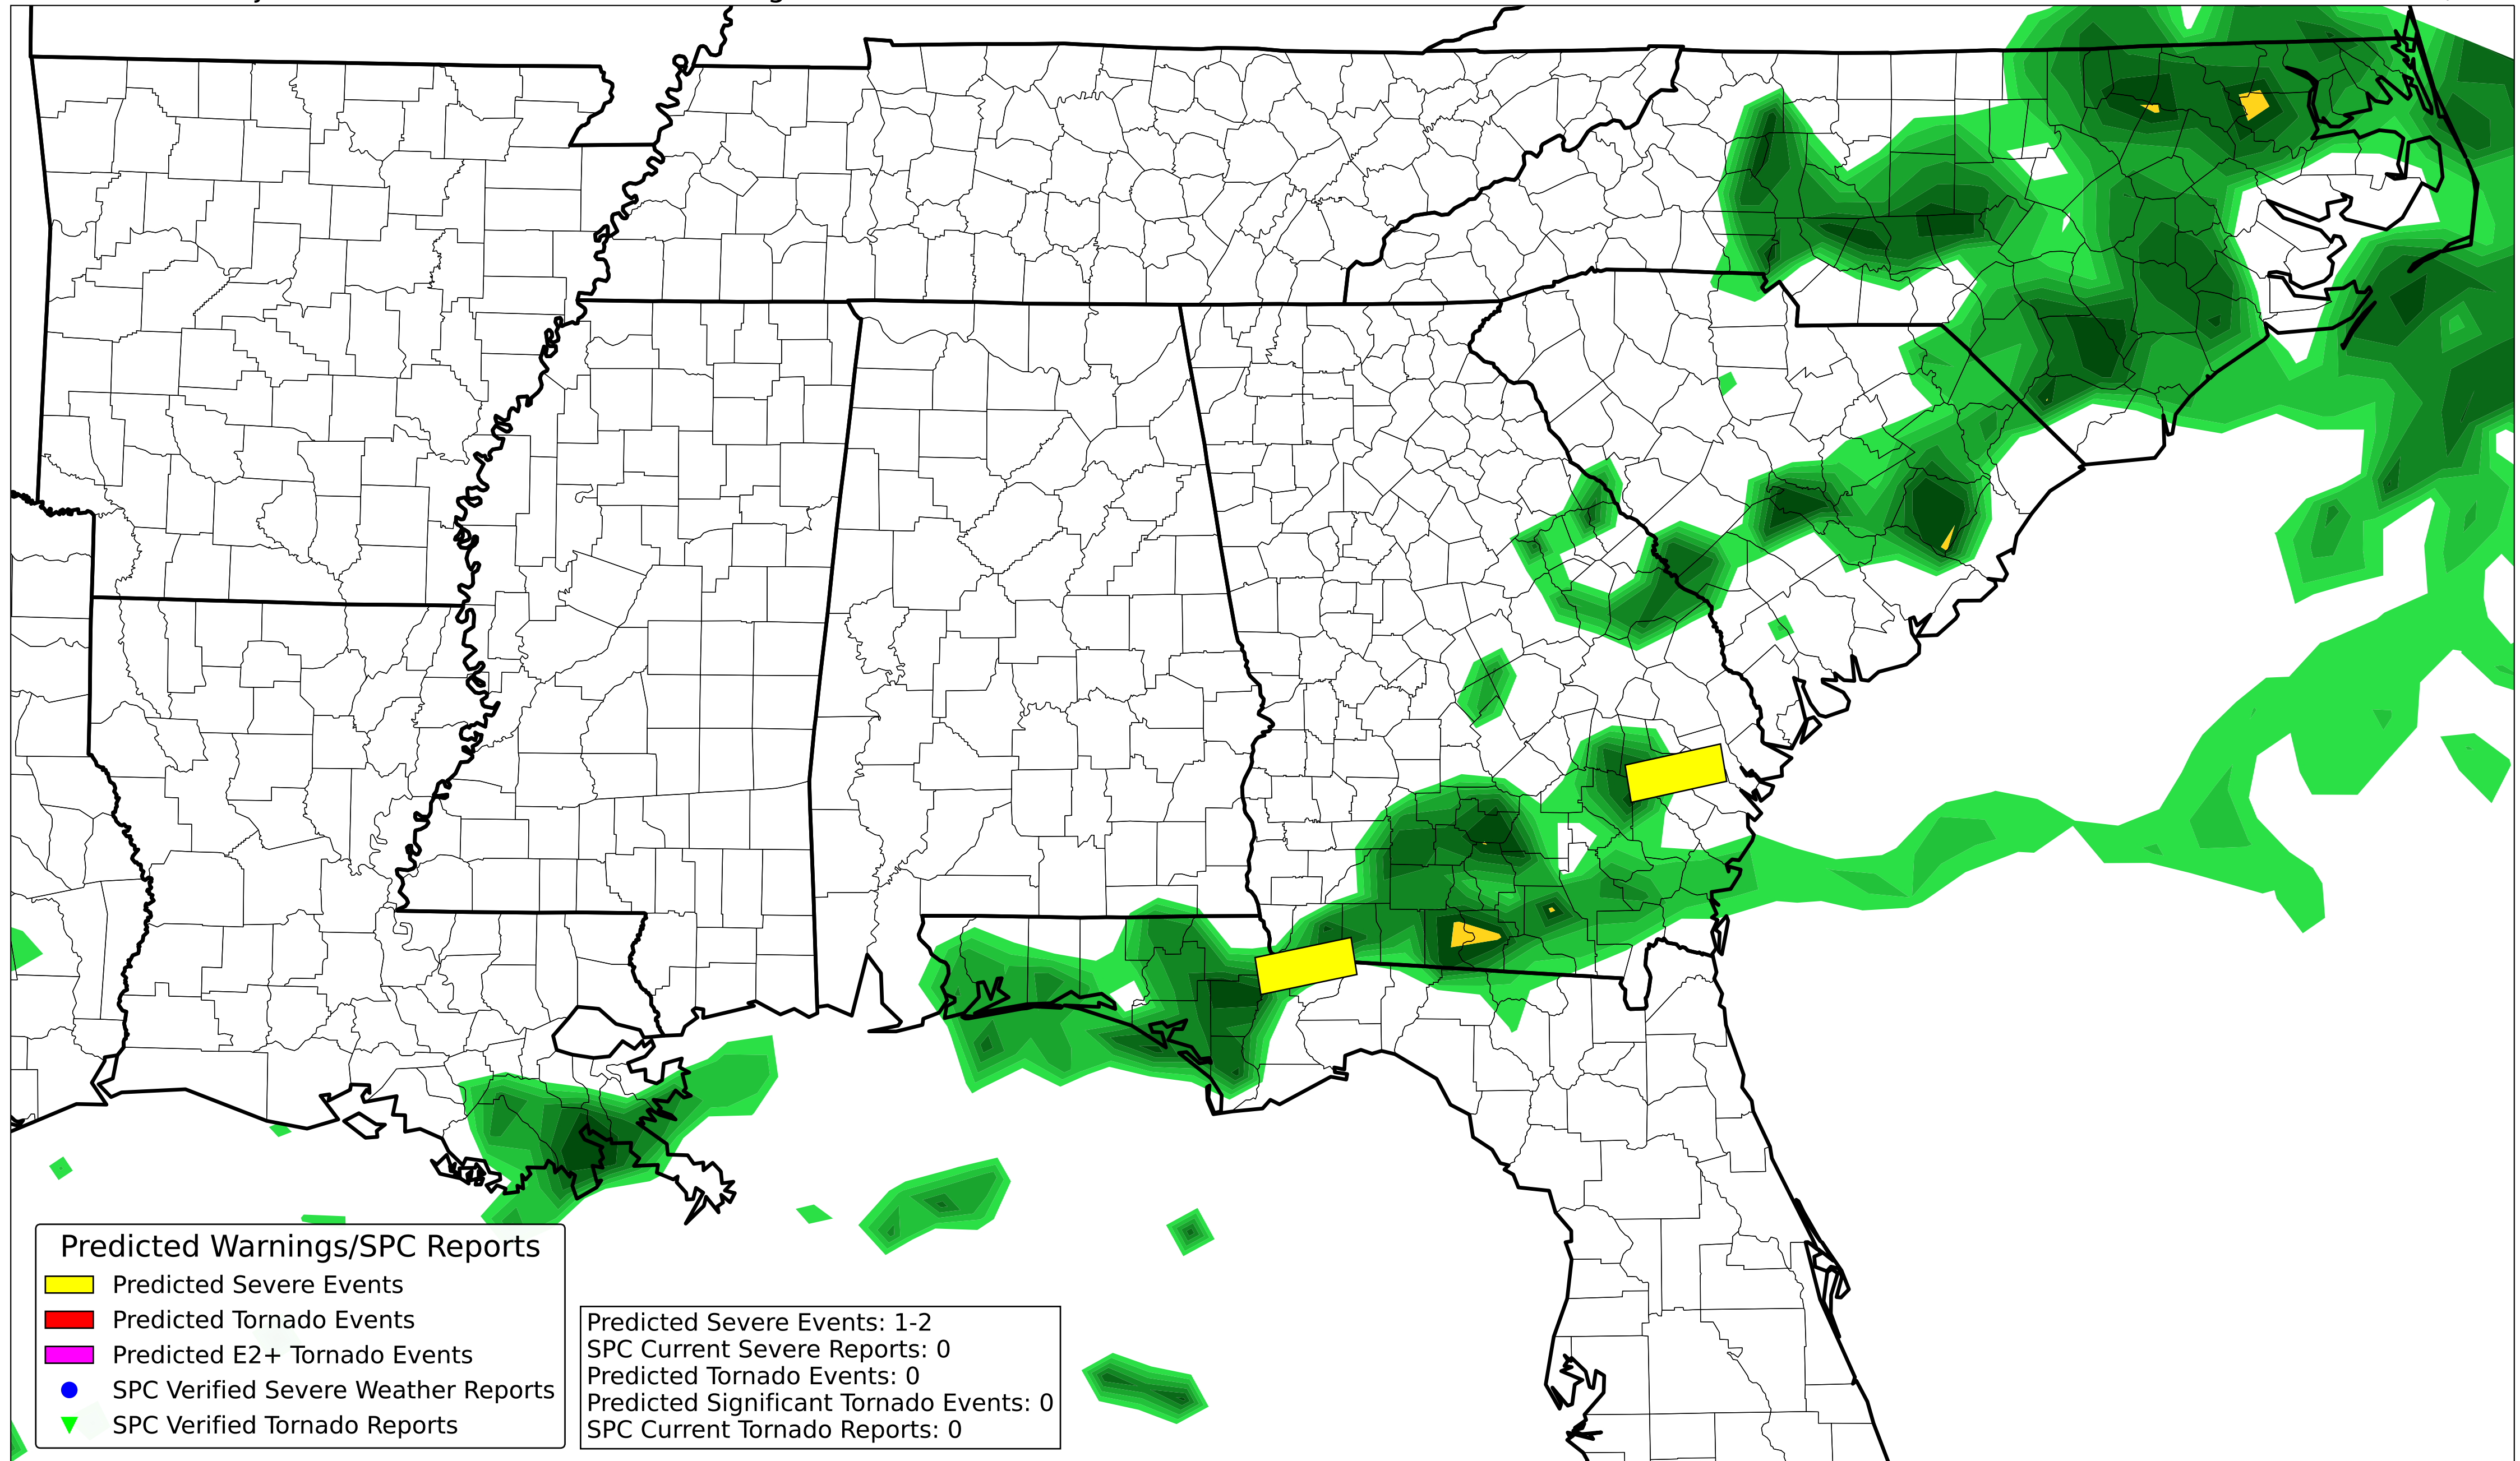 Predicted Warnings/SPC Reports
Predicted Severe Events
Predicted Tornado Events
Predicted E2+ Tornado Events
SPC Verified Severe Weather Reports
SPC Verified Tornado Reports
Predicted Severe Events: 1-2
SPC Current Severe Reports: 0
Predicted Tornado Events: 0
Predicted Significant Tornado Events: 0
SPC Current Tornado Reports: 0